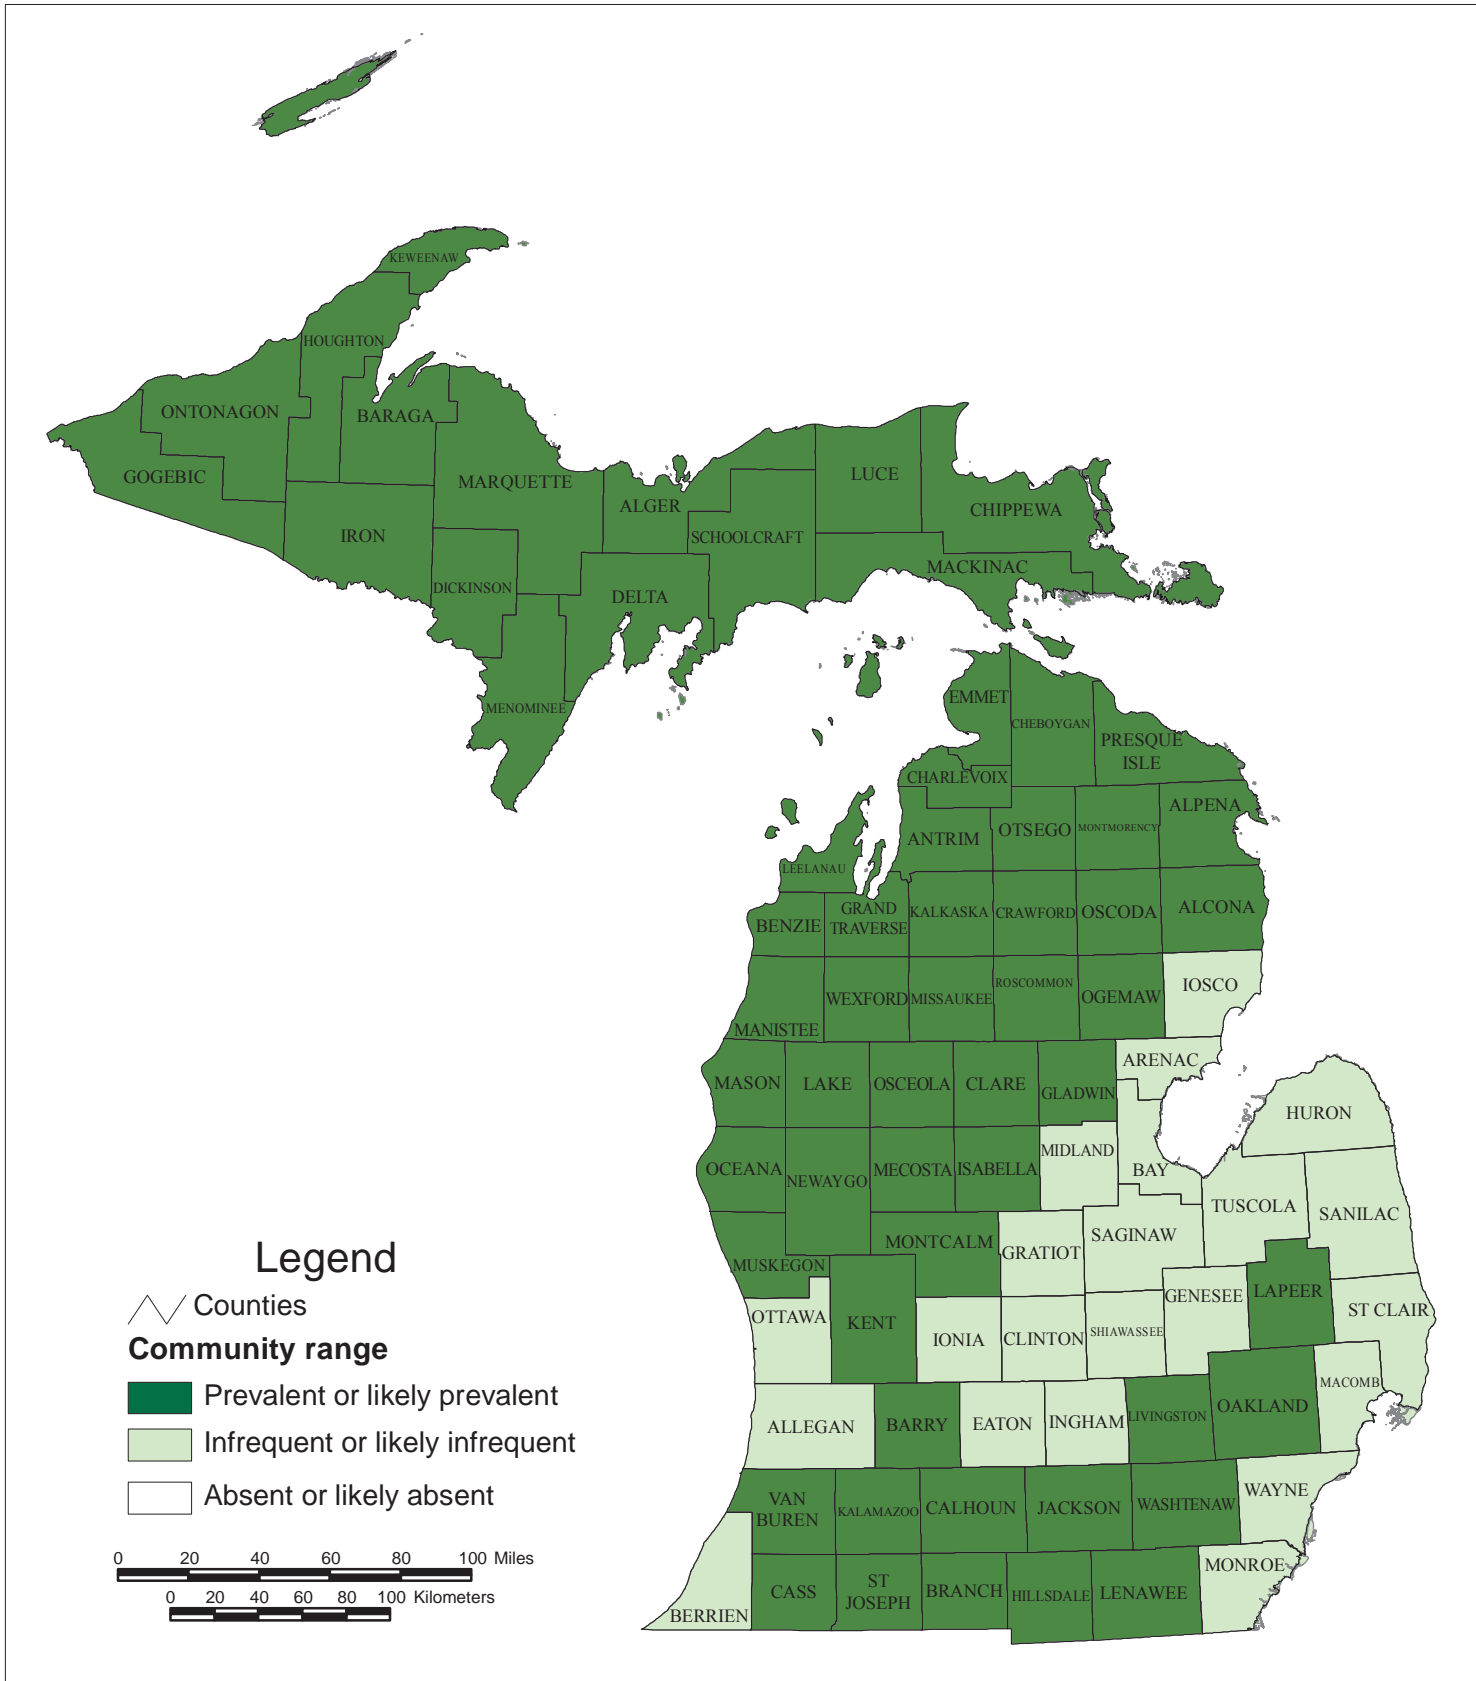 KEWEENAW
HOUGHTON
ONTONAGON
BARAGA
GOGEBIC
MARQUETTE
LUCE
ALGER
CHIPPEWA
IRON
SCHOOLCRAFT
MACKINAC
DICKINSON
DELTA
MENOMINEE
EMMET
CHEBOYGAN
PRESQUE
ISLE
CHARLEVOIX
ALPENA
ANTRIM
OTSEGO
MONTMORENCY
LEELANAU
BENZIE
GRAND
TRAVERSE
KALKASKA
CRAWFORD
OSCODA
ALCONA
MANISTEE
WEXFORD
MISSAUKEE
ROSCOMMON
OGEMAW
IOSCO
ARENAC
MASON
LAKE
OSCEOLA
CLARE
GLADWIN
HURON
OCEANA
NEWAYGO
MECOSTA
ISABELLA
MIDLAND
BAY
TUSCOLA
SANILAC
MONTCALM
GRATIOT
SAGINAW
MUSKEGON
GENESEE
LAPEER
ST CLAIR
OTTAWA
KENT
IONIA
CLINTON
SHIAWASSEE
MACOMB
ALLEGAN
BARRY
EATON
INGHAM
LIVINGSTON
OAKLAND
VAN
BUREN
KALAMAZOO
CALHOUN
JACKSON
WASHTENAW
WAYNE
BERRIEN
CASS
ST
JOSEPH
BRANCH
HILLSDALE
LENAWEE
MONROE
Legend
Counties
Community range
Prevalent or likely prevalent
Infrequent or likely infrequent
Absent or likely absent
0 20 40 60 80 100 Miles
0 20 40 60 80 100 Kilometers